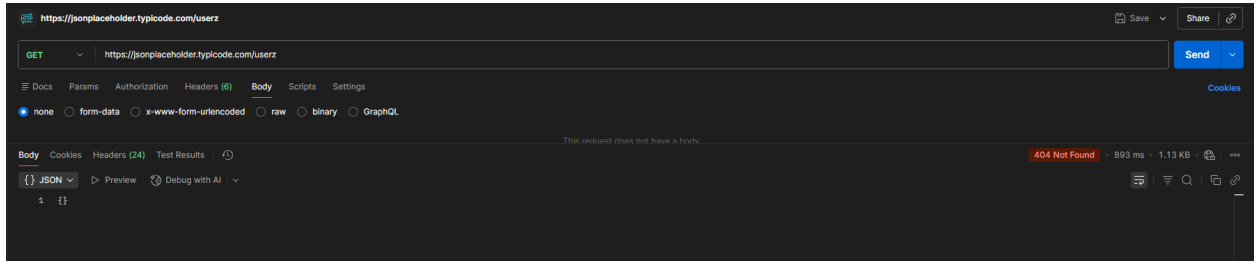 https://jsonplaceholder.typicode.com/userz Save Share
GET https://jsonplaceholder.typicode.com/userz Send
Docs Params Authorization Headers (6) Body Scripts Settings Cookies
none form-data x-www-form-urlencoded raw binary GraphQL
This request does not have a body
Body Cookies Headers (24) Test Results 404 Not Found 893 ms 1.13 KB
{} JSON Preview Debug with AI
1 {}